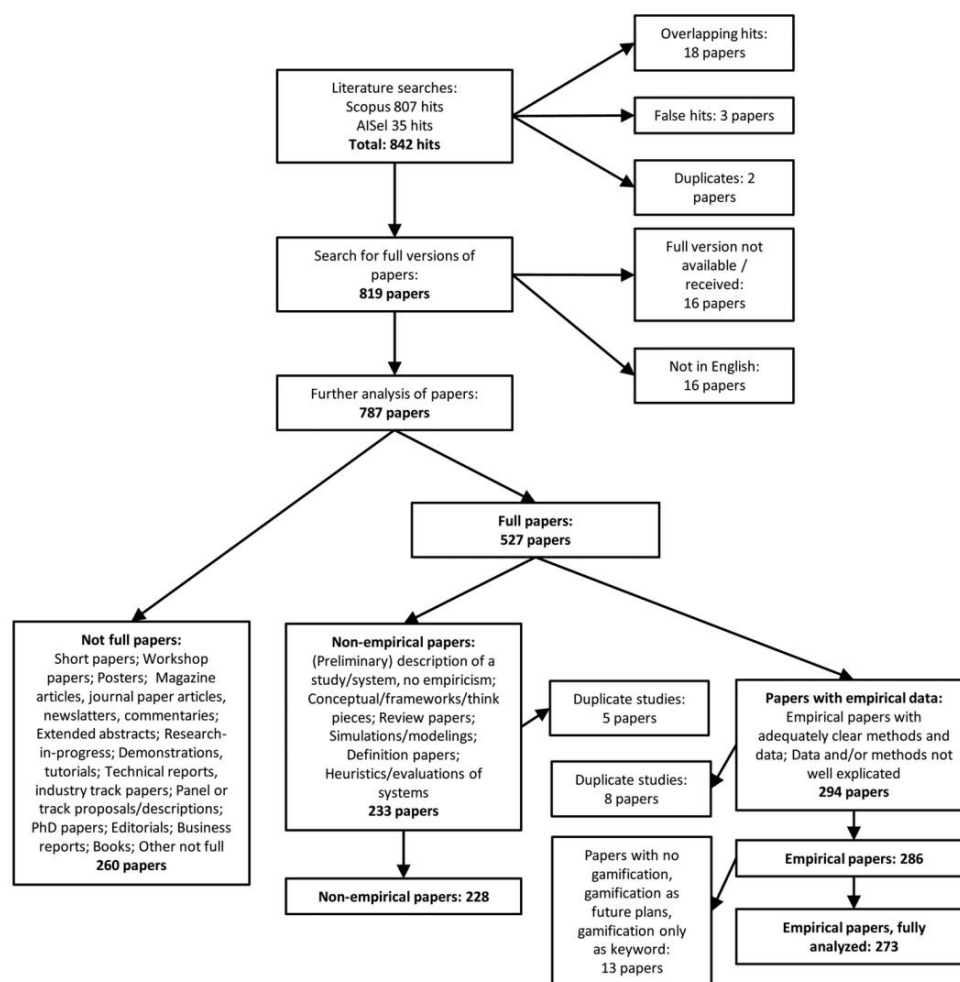 Overlapping hits:
18 papers
Literature searches:
Scopus 807 hits
AISel 35 hits
Total: 842 hits
False hits: 3 papers
Duplicates: 2
papers
Search for full versions of
papers:
819 papers
Full version not
available /
received:
16 papers
Not in English:
16 papers
Further analysis of papers:
787 papers
Full papers:
527 papers
Not full papers:
Short papers; Workshop
papers; Posters; Magazine
articles, journal paper articles,
newslatters, commentaries;
Extended abstracts; Research-
in-progress; Demonstrations,
tutorials; Technical reports,
industry track papers; Panel or
track proposals/descriptions;
PhD papers; Editorials; Business
reports; Books; Other not full
260 papers
Non-empirical papers:
(Preliminary) description of a
study/system, no empiricism;
Conceptual/frameworks/think
pieces; Review papers;
Simulations/modelings;
Definition papers;
Heuristics/evaluations of
systems
233 papers
Duplicate studies:
5 papers
Papers with empirical data:
Empirical papers with
adequately clear methods and
data; Data and/or methods not
well explicated
294 papers
Duplicate studies:
8 papers
Non-empirical papers: 228
Papers with no
gamification,
gamification as
future plans,
gamification only
as keyword:
13 papers
Empirical papers: 286
Empirical papers, fully
analyzed: 273